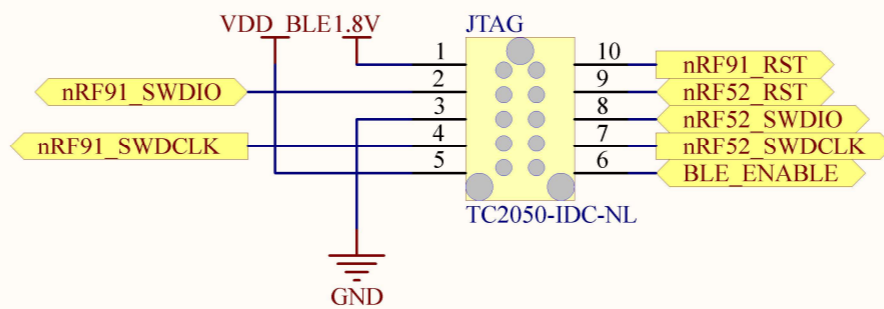 VDD_BLE 1.8V JTAG
1 10 nRF91_RST
nRF91_SWDIO 2 9 nRF52_RST
3 8 nRF52_SWDIO
nRF91_SWDCLK 4 7 nRF52_SWDCLK
5 6 BLE_ENABLE
TC2050-IDC-NL
GND